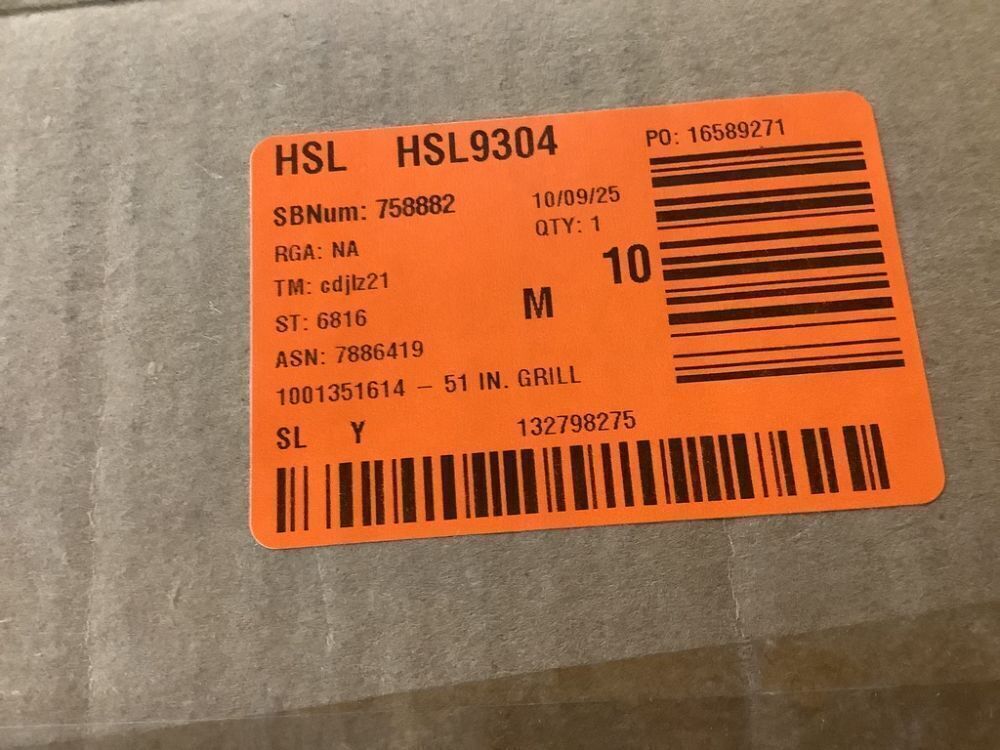 HSL HSL9304 PO: 16589271
SBNum: 758882 10/09/25
RGA: NA QTY: 1
TM: cdjlz21 10
ST: 6816 M
ASN: 7886419
1001351614 – 51 IN. GRILL
SL Y 132798275